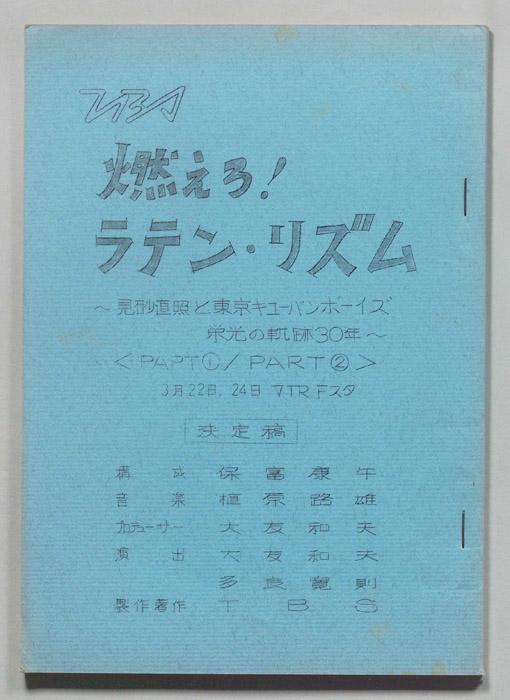 TBS
燃えろ!
ラテン・リズム
～見砂直照と東京キューバンボーイズ
栄光の軌跡30年～
<PAPT①/PART②>
3月22日,24日 VTR Fスタ
決定稿
構成 保富康午
音楽 植原路雄
プロデューサー 大友和夫
演出 大友和夫
多良寛則
製作著作 TBS